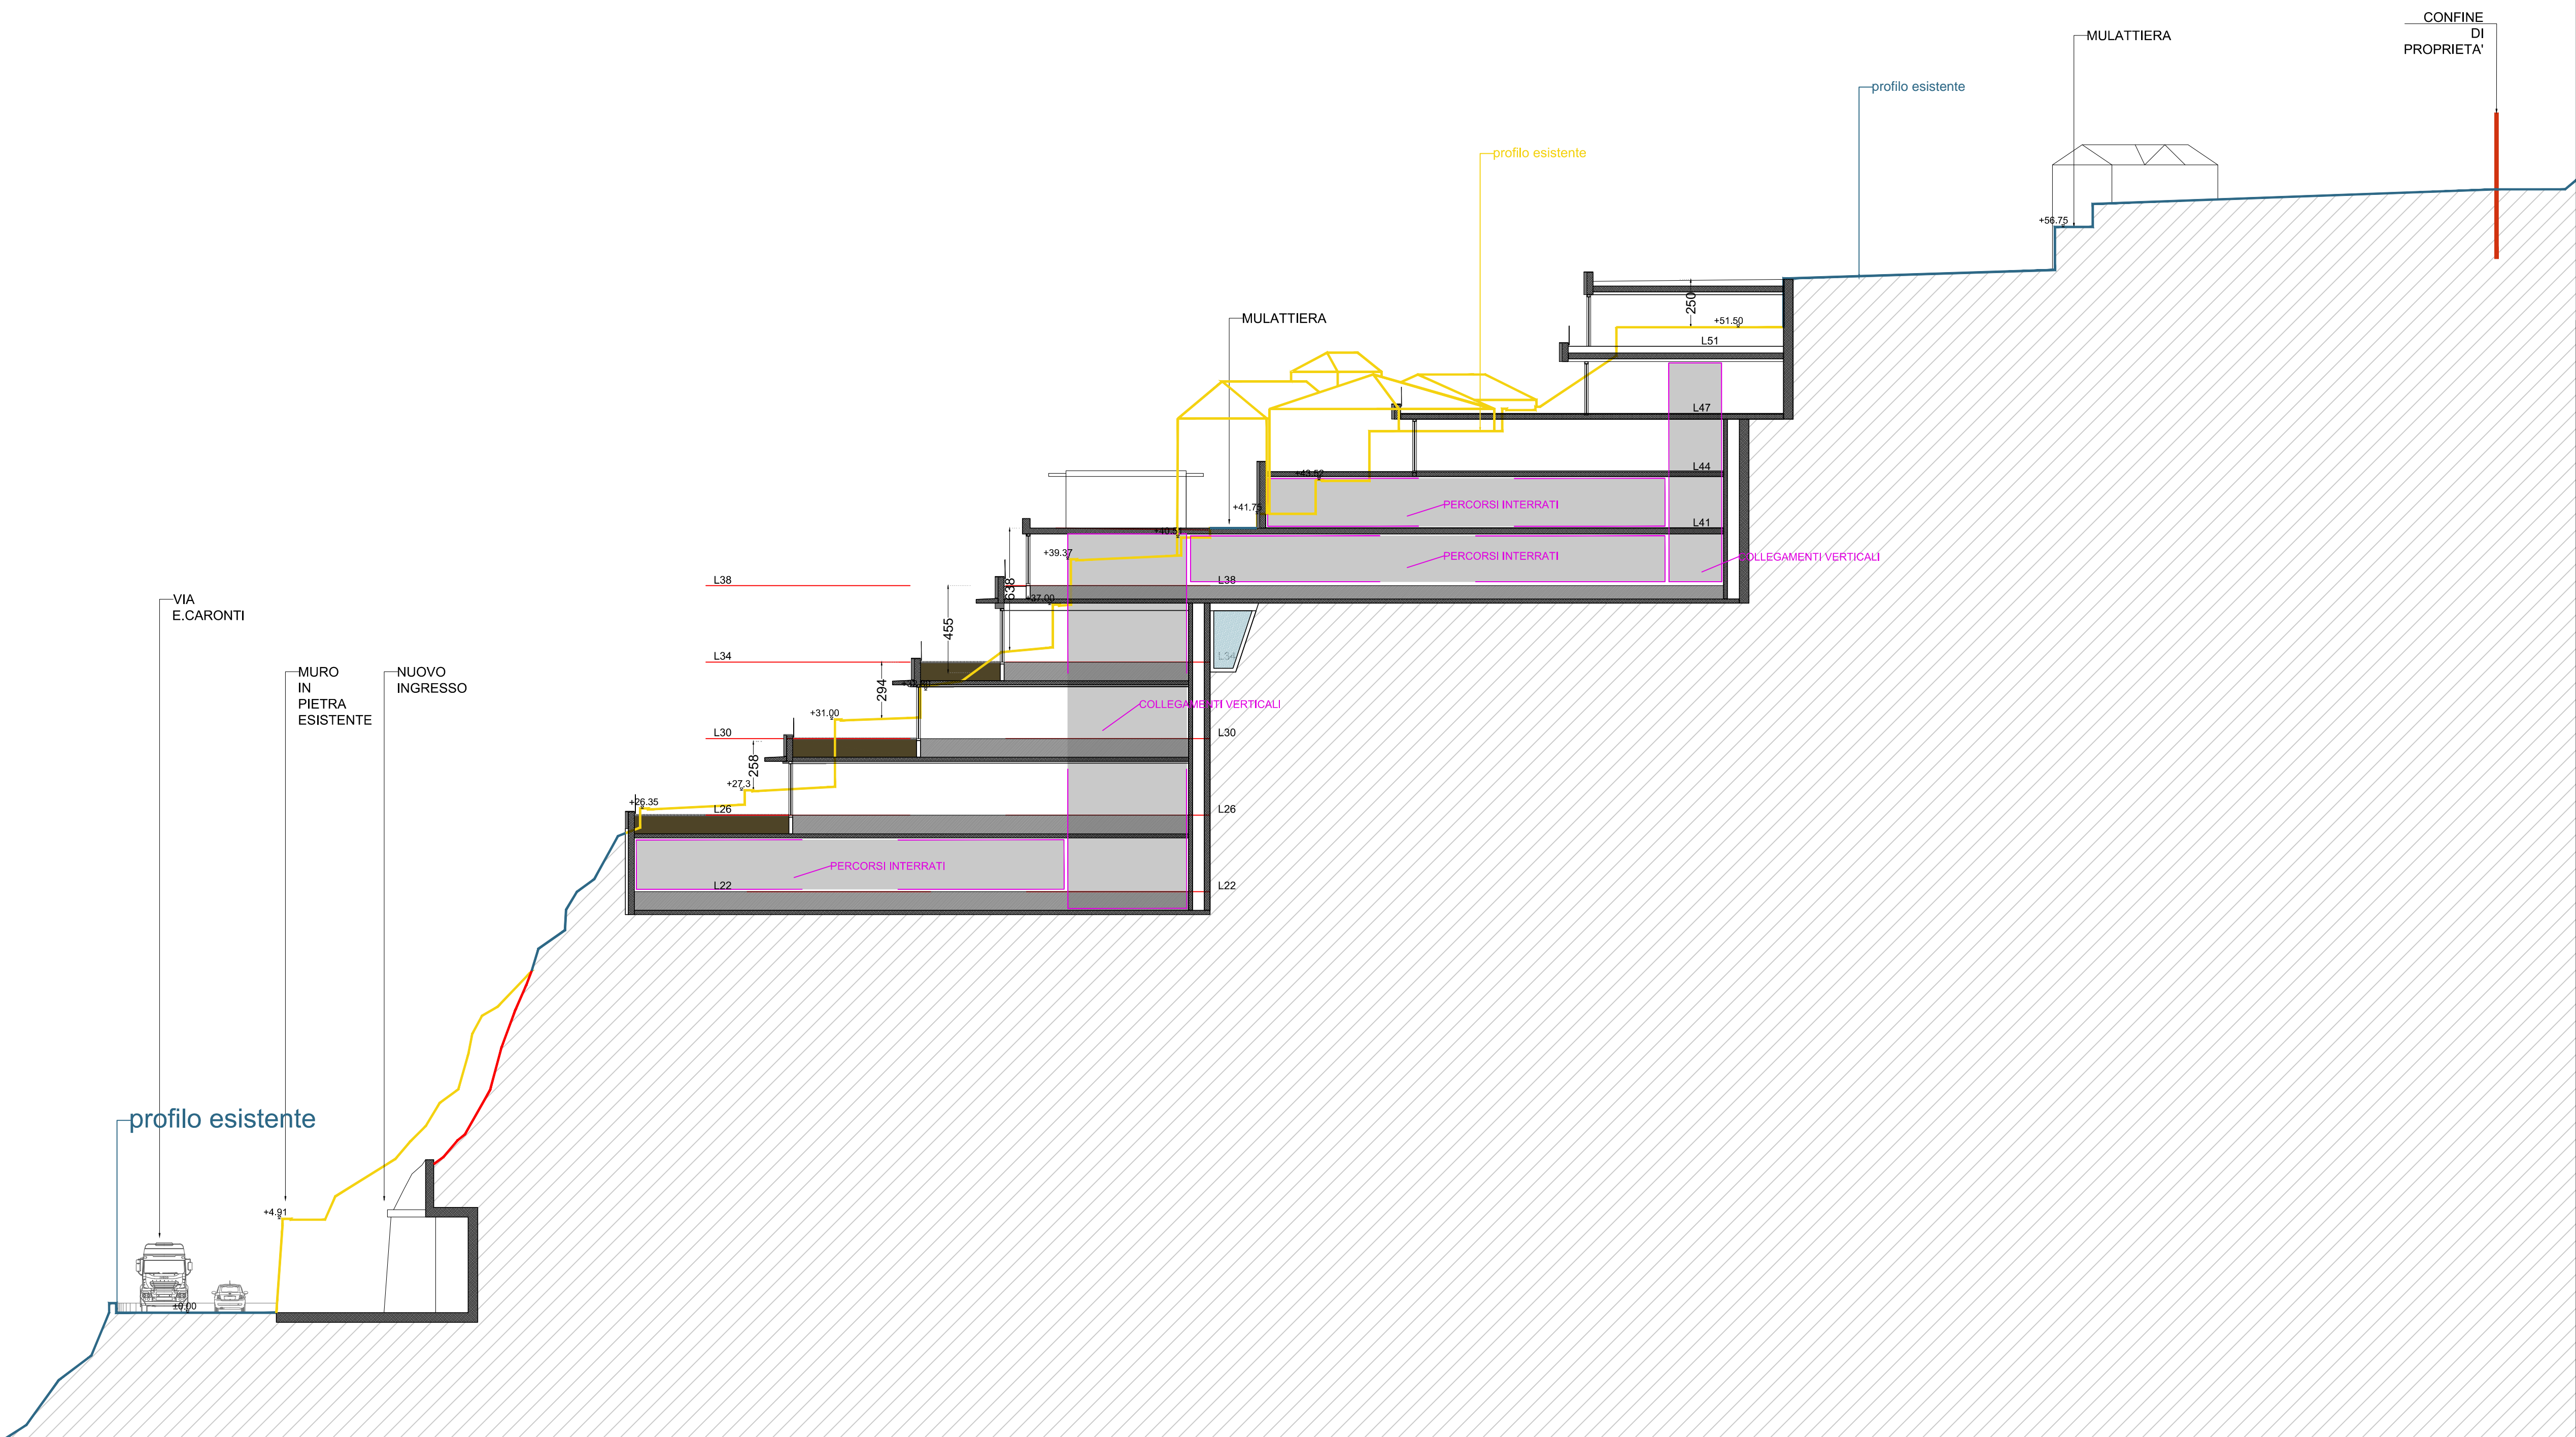 CONFINE
DI
PROPRIETA'
MULATTIERA
profilo esistente
profilo esistente
+56.75
250
MULATTIERA
+51.50
L51
L47
L44
+43.52
PERCORSI INTERRATI
+41.75
L41
+39.37
PERCORSI INTERRATI
COLLEGAMENTI VERTICALI
L38
L38
638
+37.00
VIA
E.CARONTI
455
L34
L34
MURO
IN
PIETRA
ESISTENTE
NUOVO
INGRESSO
294
COLLEGAMENTI VERTICALI
+31.00
L30
L30
258
+27.3
+26.35
L26
L26
PERCORSI INTERRATI
L22
L22
profilo esistente
+4.91
±0.00